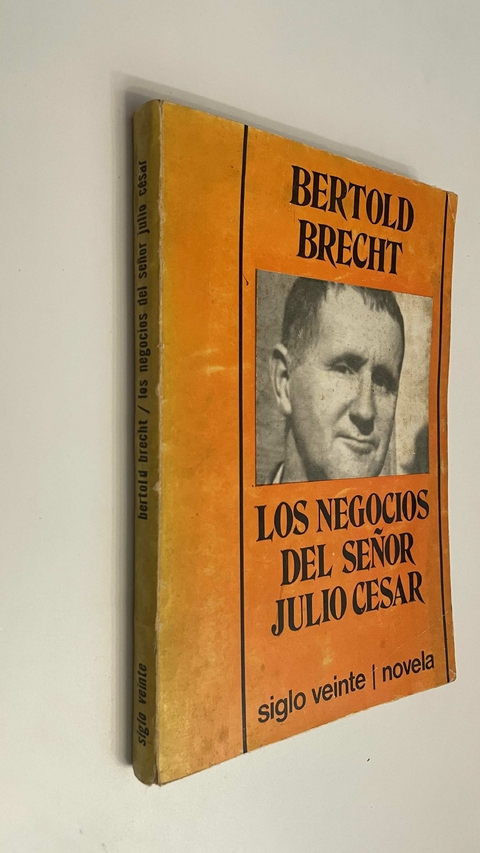 BERTOLD
BRECHT
LOS NEGOCIOS
DEL SEÑOR
JULIO CESAR
siglo veinte | novela
bertold brecht / los negocios del señor julio césar
siglo veinte